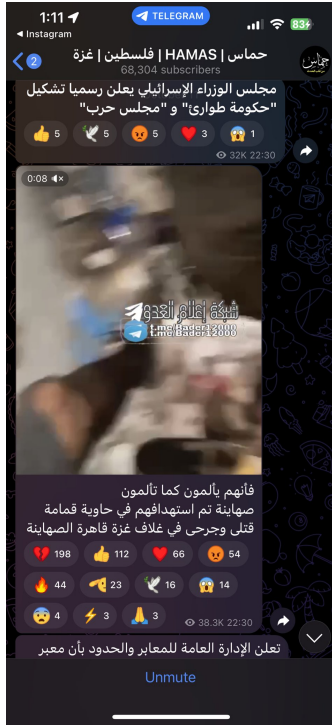 1:11
TELEGRAM
83
◀ Instagram
2
حماس | HAMAS | فلسطين | غزة
68,304 subscribers
حماس
مجلس الوزراء الإسرائيلي يعلن رسميا تشكيل
"حكومة طوارئ" و "مجلس حرب"
👍 5 🕊 5 😡 5 ❤ 3 😱 1
32K 22:30
0:08
شبكة إعلام العدو
t.me/Bader12000
فأنهم يألمون كما تألمون
صهاينة تم استهدافهم في حاوية قمامة
قتلى وجرحى في غلاف غزة قاهرة الصهاينة
💔 198 👍 112 ❤ 66 😡 54
🔥 44 🫡 23 🕊 16 😱 14
😨 4 ⚡ 3 🙏 3
38.3K 22:30
تعلن الإدارة العامة للمعابر والحدود بأن معبر
Unmute